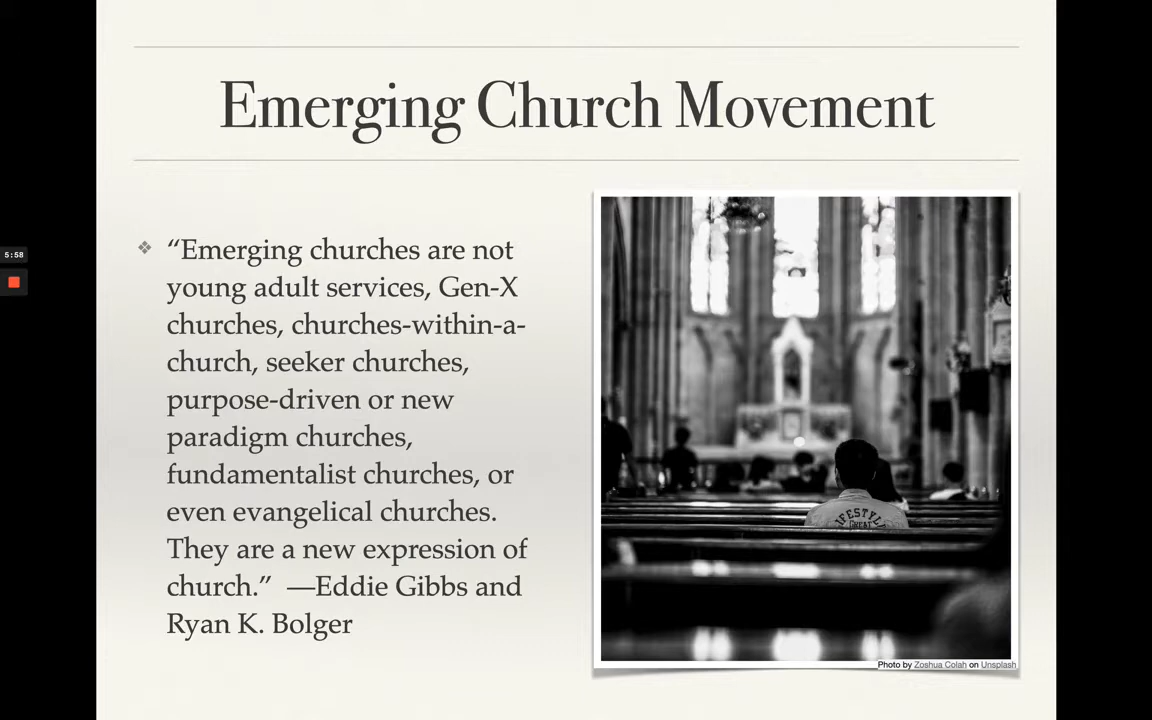 Emerging Church Movement
5:58
❖ “Emerging churches are not
young adult services, Gen-X
churches, churches-within-a-
church, seeker churches,
purpose-driven or new
paradigm churches,
fundamentalist churches, or
even evangelical churches.
They are a new expression of
church.” —Eddie Gibbs and
Ryan K. Bolger
Photo by Zoshua Colah on Unsplash